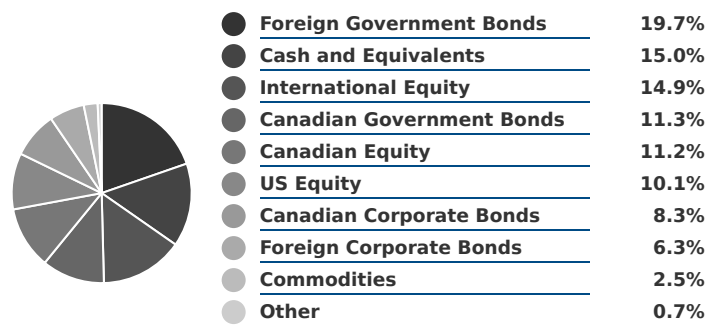 Foreign Government Bonds 19.7%
Cash and Equivalents 15.0%
International Equity 14.9%
Canadian Government Bonds 11.3%
Canadian Equity 11.2%
US Equity 10.1%
Canadian Corporate Bonds 8.3%
Foreign Corporate Bonds 6.3%
Commodities 2.5%
Other 0.7%